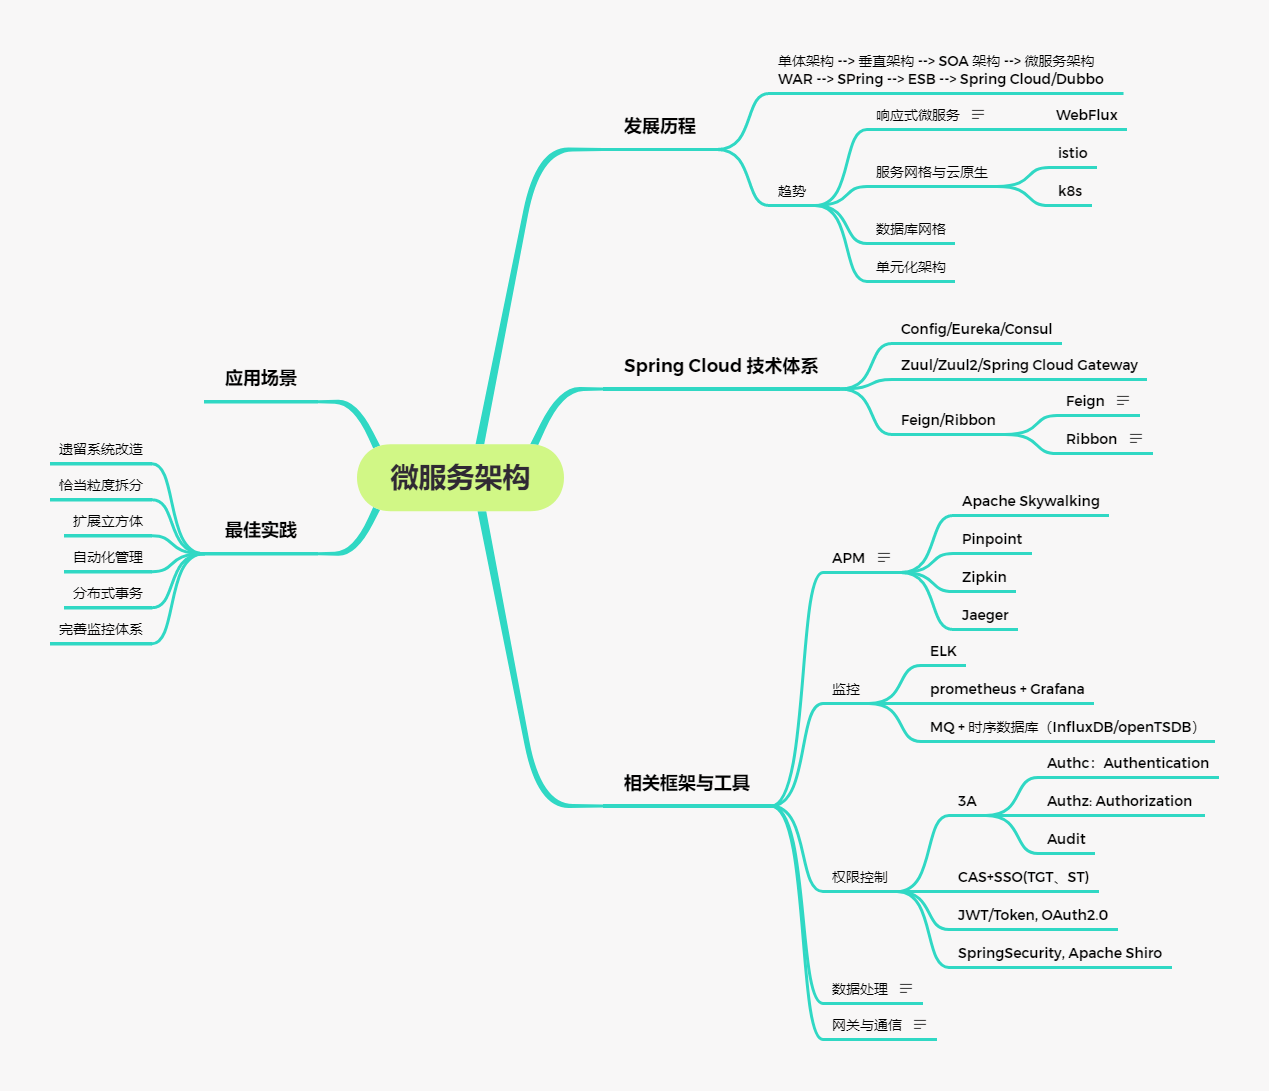 微服务架构
发展历程
单体架构 --> 垂直架构 --> SOA 架构 --> 微服务架构
WAR --> SPring --> ESB --> Spring Cloud/Dubbo
趋势
响应式微服务
WebFlux
服务网格与云原生
istio
k8s
数据库网格
单元化架构
Spring Cloud 技术体系
Config/Eureka/Consul
Zuul/Zuul2/Spring Cloud Gateway
Feign/Ribbon
Feign
Ribbon
相关框架与工具
APM
Apache Skywalking
Pinpoint
Zipkin
Jaeger
监控
ELK
prometheus + Grafana
MQ + 时序数据库（InfluxDB/openTSDB）
权限控制
3A
Authc：Authentication
Authz: Authorization
Audit
CAS+SSO(TGT、ST)
JWT/Token, OAuth2.0
SpringSecurity, Apache Shiro
数据处理
网关与通信
应用场景
最佳实践
遗留系统改造
恰当粒度拆分
扩展立方体
自动化管理
分布式事务
完善监控体系